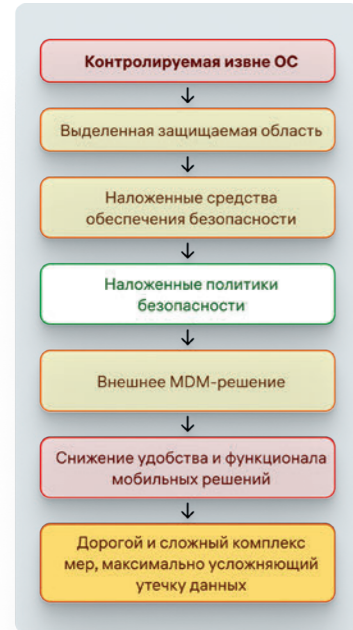 Контролируемая извне ОС
Выделенная защищаемая область
Наложенные средства
обеспечения безопасности
Наложенные политики
безопасности
Внешнее MDM-решение
Снижение удобства и функционала
мобильных решений
Дорогой и сложный комплекс
мер, максимально усложняющий
утечку данных